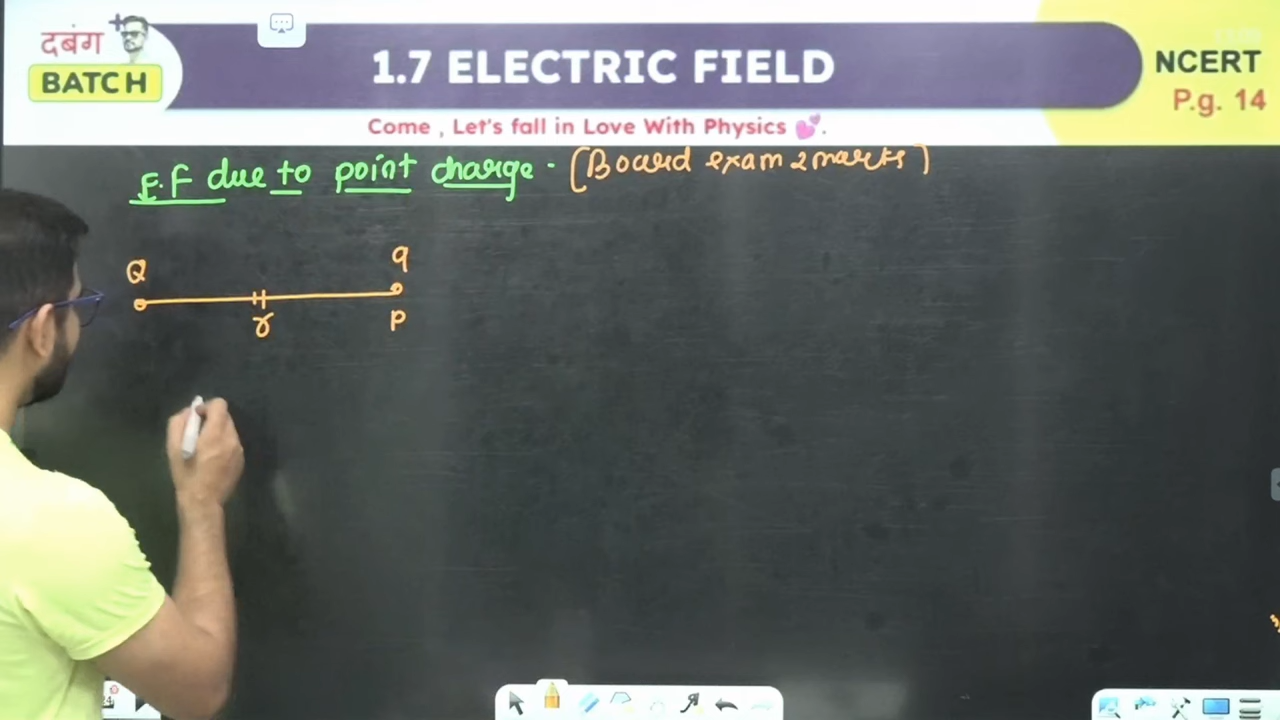 दबंग
BATCH
1.7 ELECTRIC FIELD
NCERT
P.g. 14
Come , Let's fall in Love With Physics 💕.
E.F due to point charge - [Board exam 2 marks]
Q
q
r
P